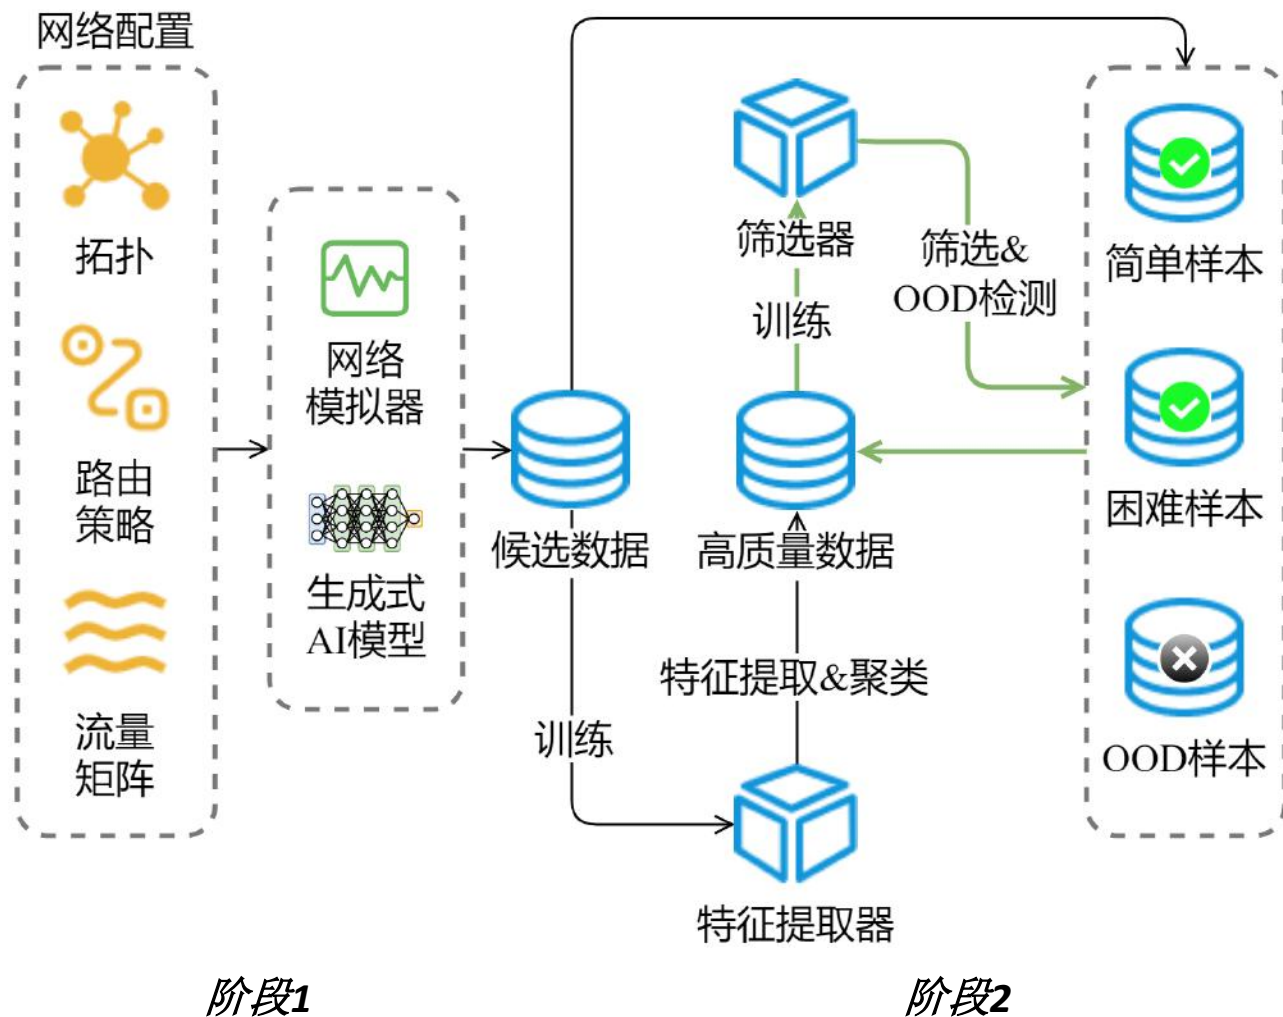 网络配置
拓扑
路由
策略
流量
矩阵
网络
模拟器
生成式
AI模型
候选数据
训练
筛选器
训练
高质量数据
特征提取&聚类
特征提取器
筛选&
OOD检测
简单样本
困难样本
OOD样本
阶段1
阶段2